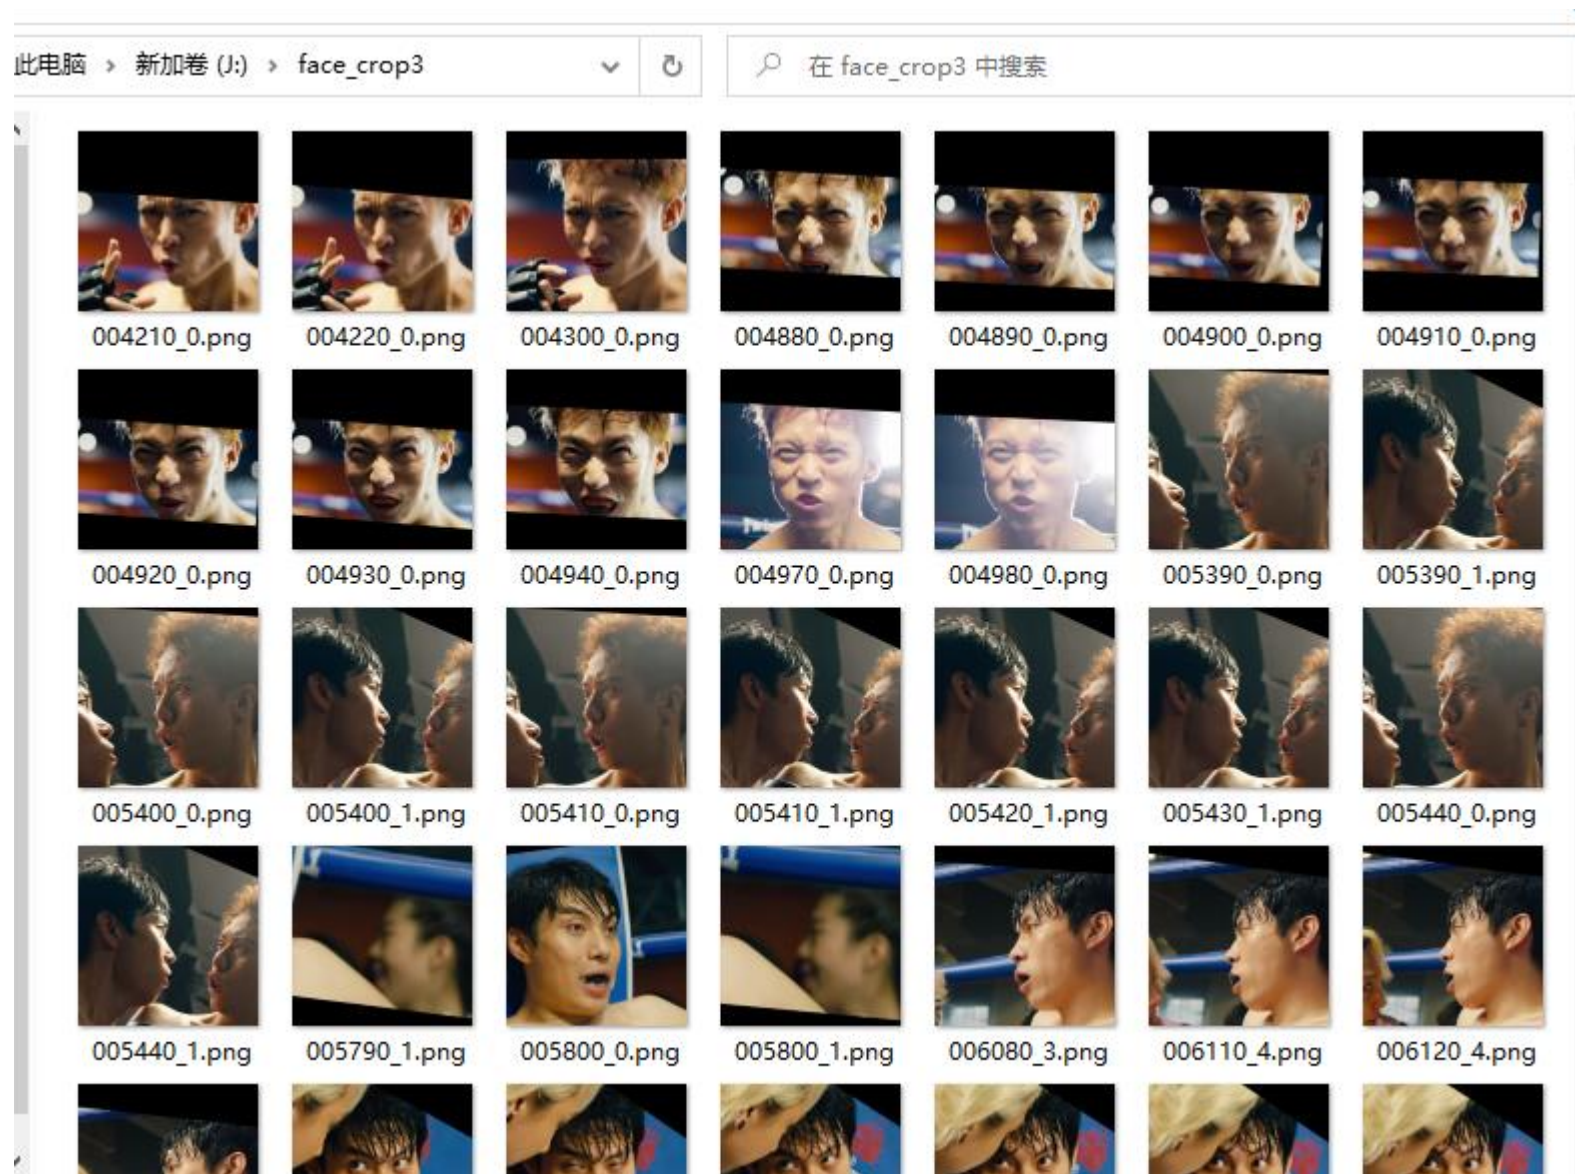 此电脑 › 新加卷 (J:) › face_crop3
在 face_crop3 中搜索
004210_0.png 004220_0.png 004300_0.png 004880_0.png 004890_0.png 004900_0.png 004910_0.png
004920_0.png 004930_0.png 004940_0.png 004970_0.png 004980_0.png 005390_0.png 005390_1.png
005400_0.png 005400_1.png 005410_0.png 005410_1.png 005420_1.png 005430_1.png 005440_0.png
005440_1.png 005790_1.png 005800_0.png 005800_1.png 006080_3.png 006110_4.png 006120_4.png